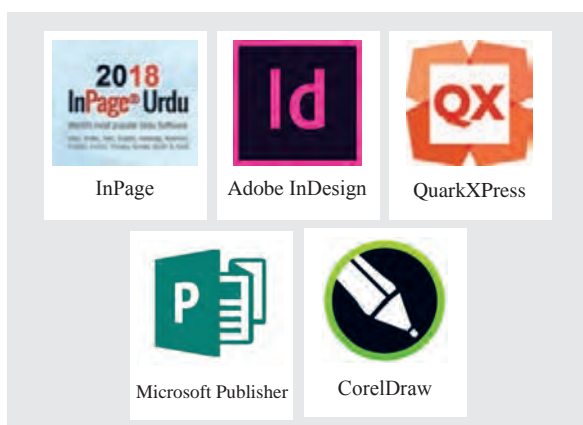 2018
InPage® Urdu
World's most popular Urdu Software
InPage
Id
Adobe InDesign
QX
QuarkXPress
P
Microsoft Publisher
CorelDraw